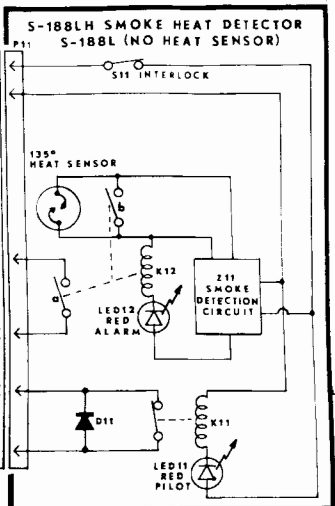 S-188LH SMOKE HEAT DETECTOR
S-188L (NO HEAT SENSOR)
P11
S11 INTERLOCK
135°
HEAT SENSOR
b
K12
a
Z11
SMOKE
DETECTION
CIRCUIT
LED12
RED
ALARM
D11
K11
LED11
RED
PILOT